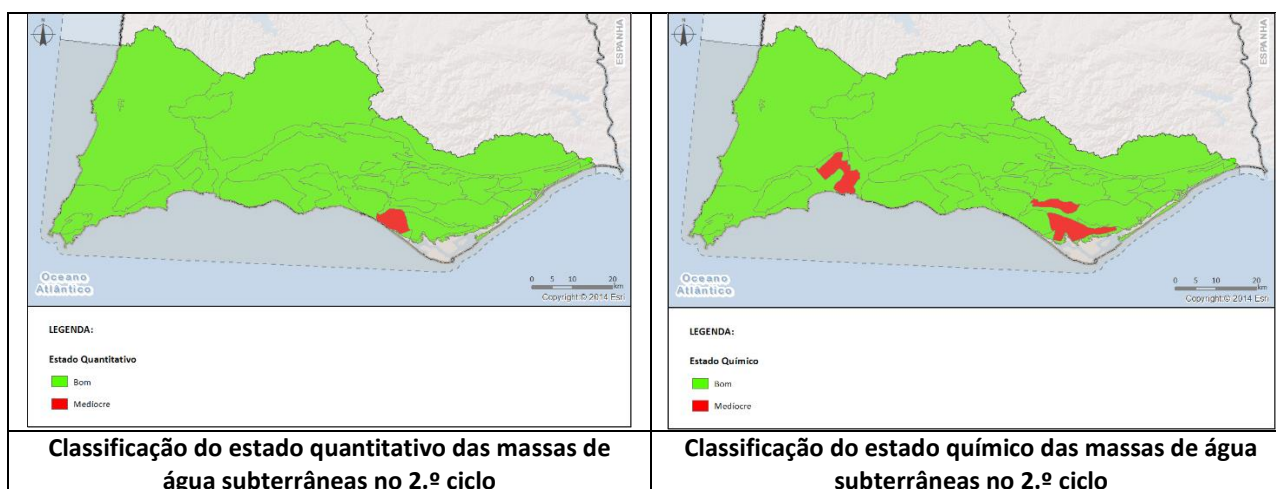 N
ESPANHA
Oceano
Atlântico
0 5 10 20
km
Copyright:© 2014 Esri
LEGENDA:
Estado Quantitativo
Bom
Medíocre
N
ESPANHA
Oceano
Atlântico
0 5 10 20
km
Copyright:© 2014 Esri
LEGENDA:
Estado Químico
Bom
Medíocre
Classificação do estado quantitativo das massas de
água subterrâneas no 2.º ciclo
Classificação do estado químico das massas de água
subterrâneas no 2.º ciclo